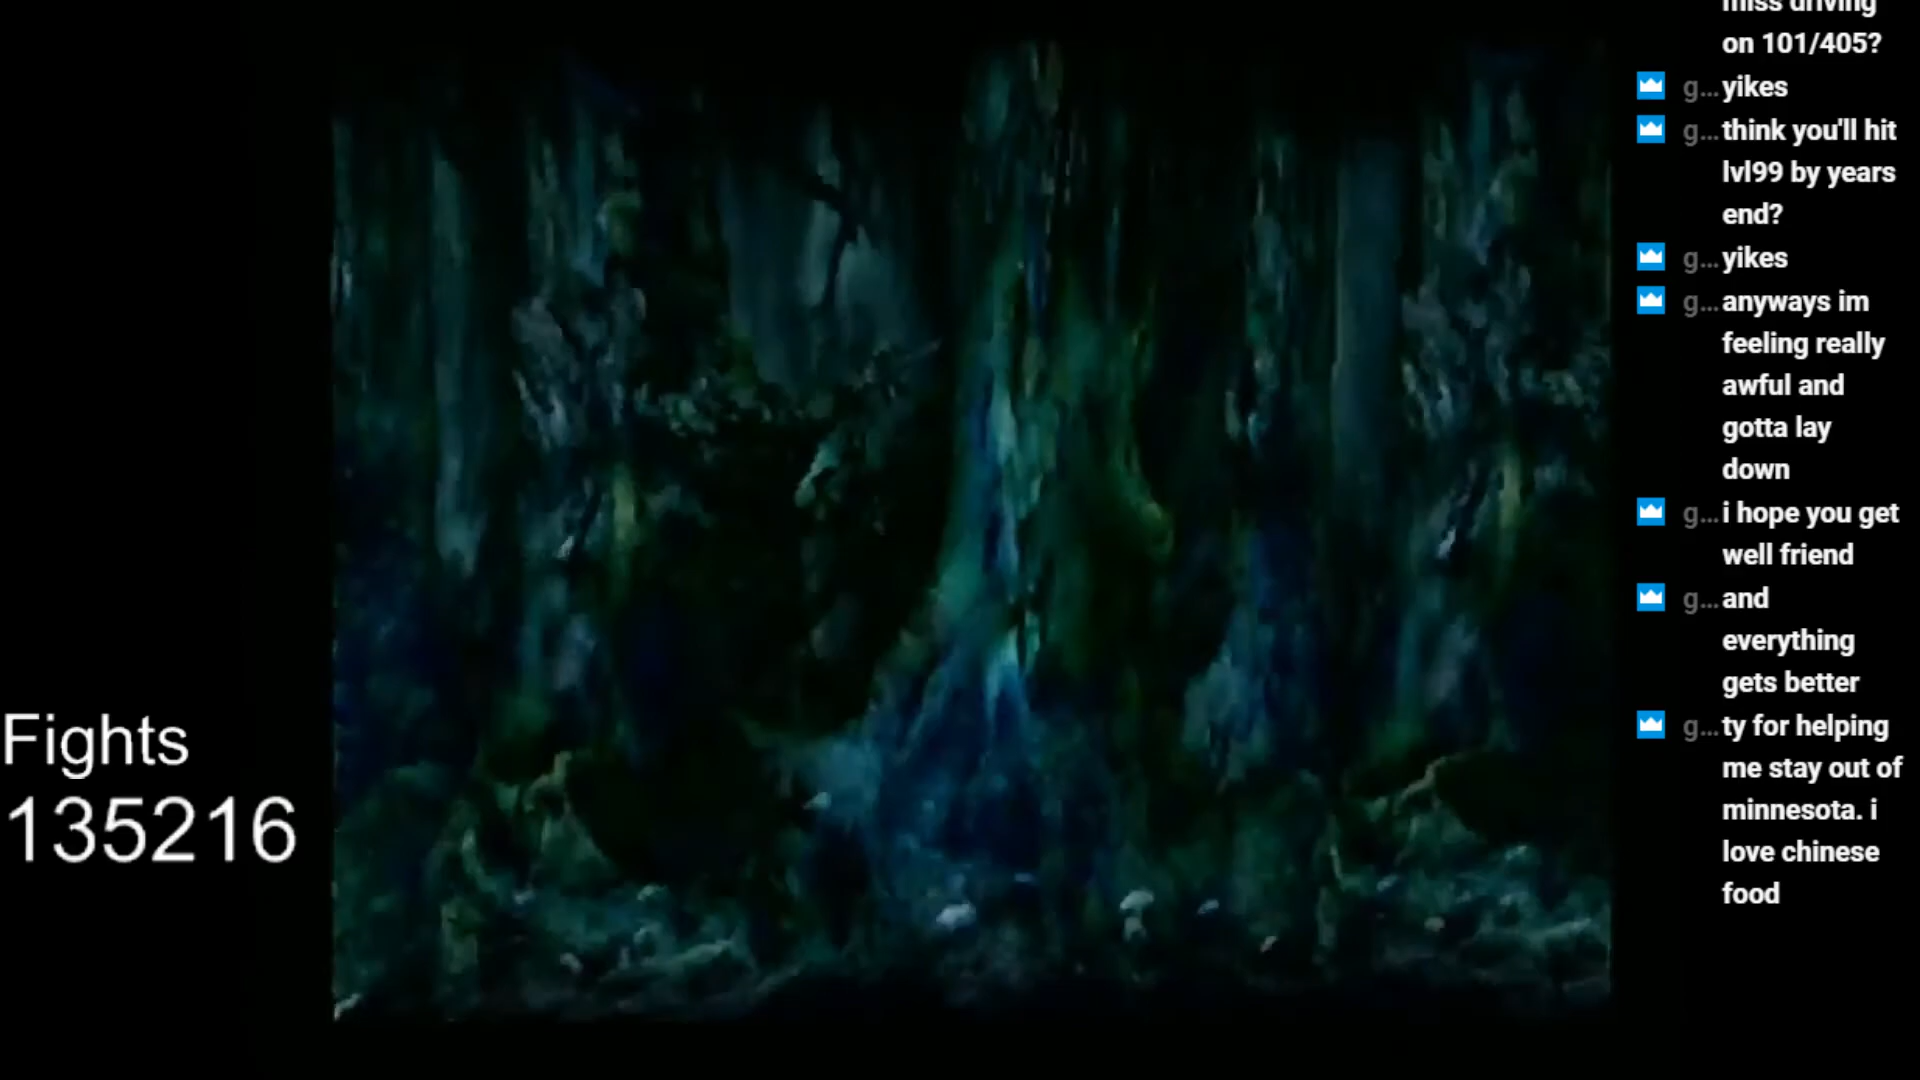 Fights
135216
miss driving
on 101/405?
g... yikes
g... think you'll hit
lvl99 by years
end?
g... yikes
g... anyways im
feeling really
awful and
gotta lay
down
g... i hope you get
well friend
g... and
everything
gets better
g... ty for helping
me stay out of
minnesota. i
love chinese
food